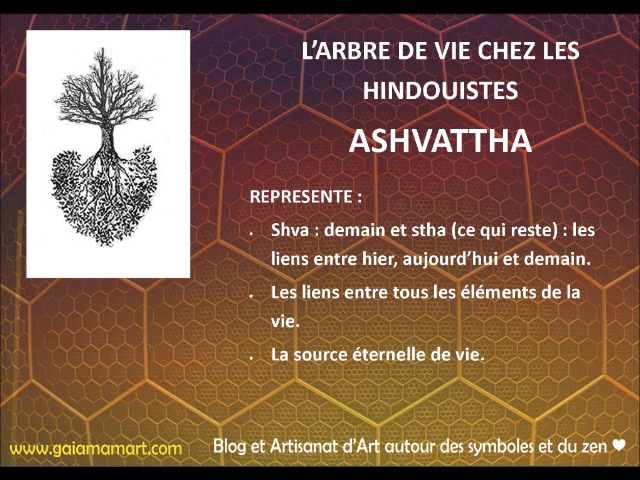 L'ARBRE DE VIE CHEZ LES
HINDOUISTES
ASHVATTHA
REPRESENTE :
. Shva : demain et stha (ce qui reste) : les
liens entre hier, aujourd'hui et demain.
. Les liens entre tous les éléments de la
vie.
. La source éternelle de vie.
www.gaiamamart.com
Blog et Artisanat d'Art autour des symboles et du zen ♥